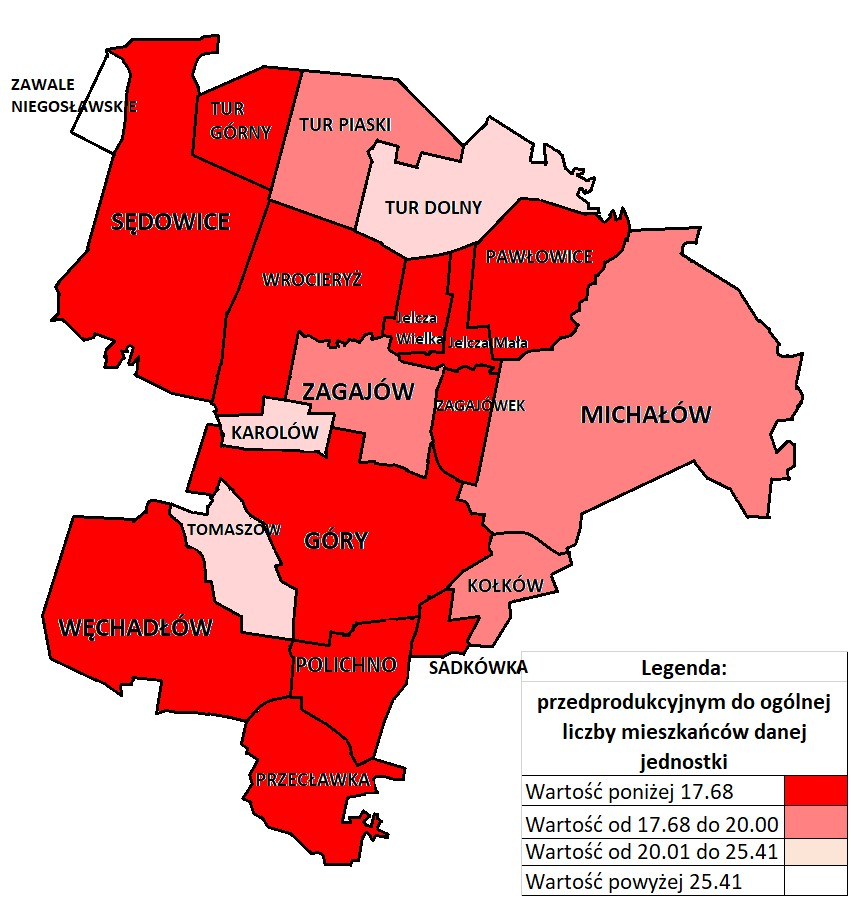 ZAWALE
NIEGOSŁAWSKIE
TUR
GÓRNY
TUR PIASKI
TUR DOLNY
SĘDOWICE
WROCIERYŻ
PAWŁOWICE
Jelcza
Wielka
Jelcza Mała
ZAGAJÓW
ZAGAJÓWEK
MICHAŁÓW
KAROLÓW
TOMASZÓW
GÓRY
KOŁKÓW
WĘCHADŁÓW
POLICHNO
SADKÓWKA
PRZECŁAWKA
Legenda:
przedprodukcyjnym do ogólnej
liczby mieszkańców danej
jednostki
Wartość poniżej 17.68
Wartość od 17.68 do 20.00
Wartość od 20.01 do 25.41
Wartość powyżej 25.41